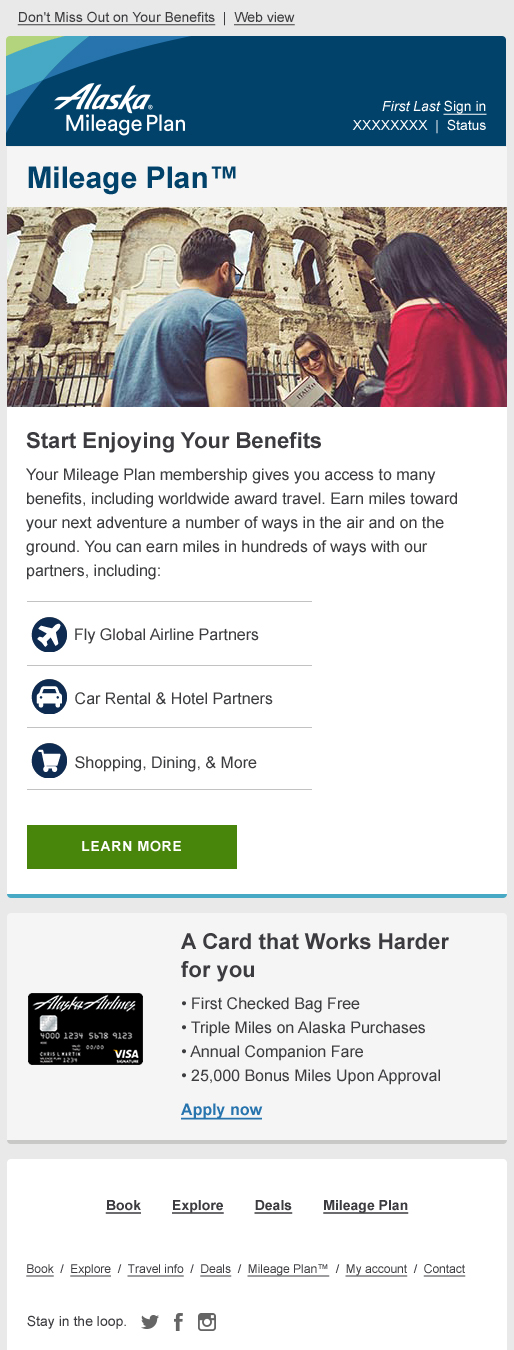 Don't Miss Out on Your Benefits | Web view
Alaska®
Mileage Plan
First Last Sign in
XXXXXXXX | Status
Mileage Plan™
ITALY
Start Enjoying Your Benefits
Your Mileage Plan membership gives you access to many
benefits, including worldwide award travel. Earn miles toward
your next adventure a number of ways in the air and on the
ground. You can earn miles in hundreds of ways with our
partners, including:
Fly Global Airline Partners
Car Rental & Hotel Partners
Shopping, Dining, & More
LEARN MORE
A Card that Works Harder
for you
• First Checked Bag Free
• Triple Miles on Alaska Purchases
• Annual Companion Fare
• 25,000 Bonus Miles Upon Approval
Apply now
Alaska Airlines
4000 1234 5678 9123
00/00
CHRIS L MARTIN
VISA
SIGNATURE
Book Explore Deals Mileage Plan
Book / Explore / Travel info / Deals / Mileage Plan™ / My account / Contact
Stay in the loop.